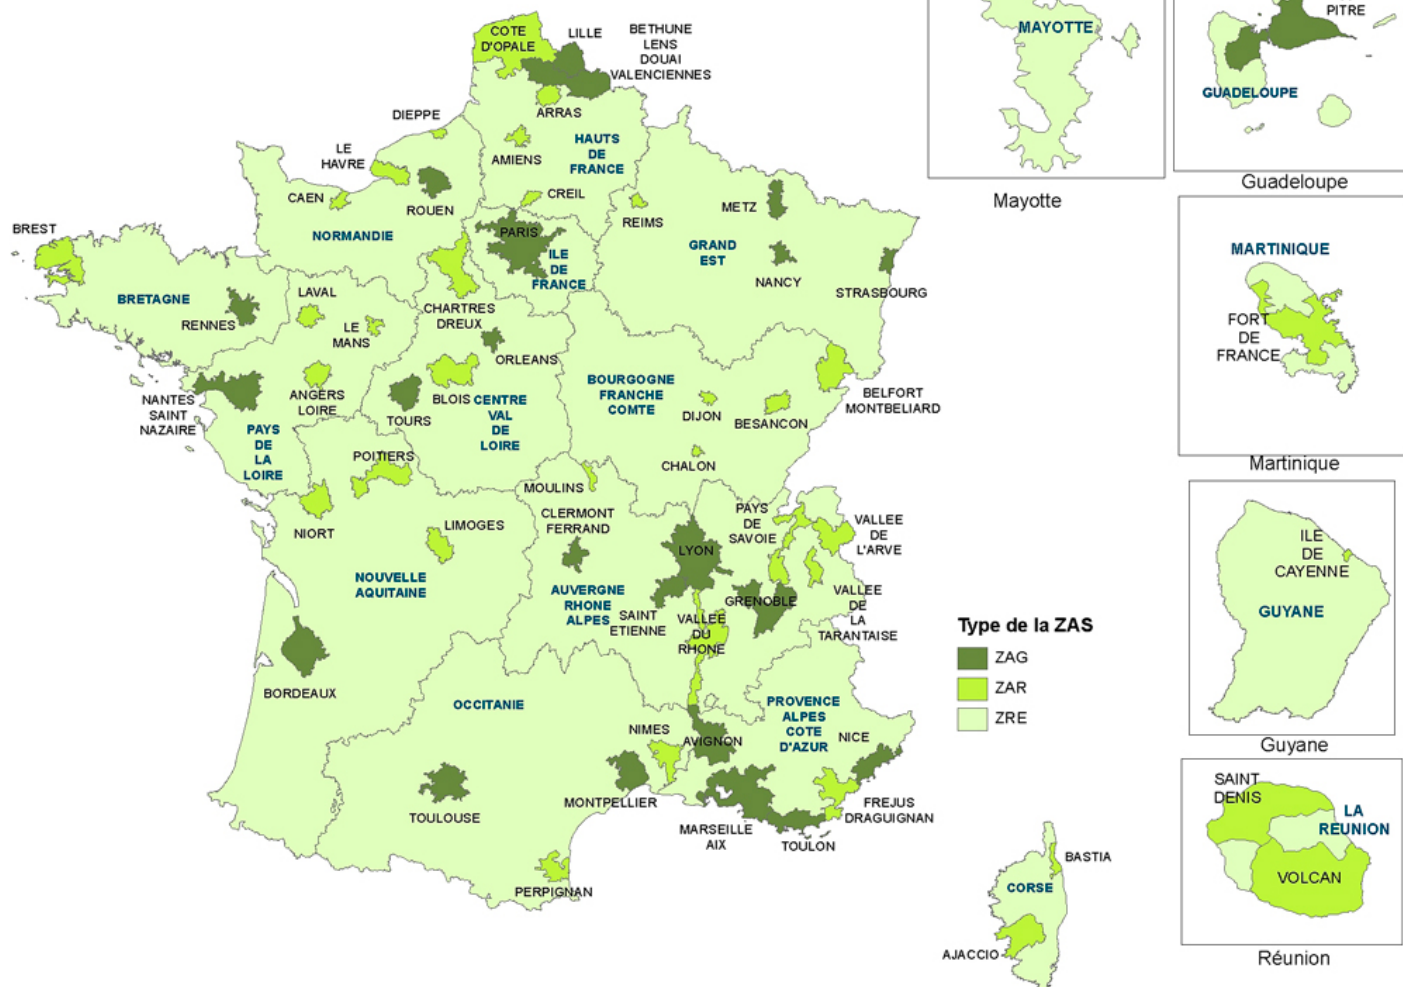 COTE
D'OPALE
LILLE
BETHUNE
LENS
DOUAI
VALENCIENNES
ARRAS
DIEPPE
AMIENS
HAUTS
DE
FRANCE
LE
HAVRE
CAEN
ROUEN
CREIL
NORMANDIE
REIMS
METZ
PARIS
ILE
DE
FRANCE
GRAND
EST
NANCY
STRASBOURG
BREST
BRETAGNE
RENNES
LAVAL
LE
MANS
CHARTRES
DREUX
ORLEANS
NANTES
SAINT
NAZAIRE
ANGERS
LOIRE
TOURS
BLOIS
CENTRE
VAL
DE
LOIRE
BOURGOGNE
FRANCHE
COMTE
DIJON
BESANCON
BELFORT
MONTBELIARD
PAYS
DE
LA
LOIRE
POITIERS
CHALON
MOULINS
NIORT
LIMOGES
CLERMONT
FERRAND
PAYS
DE
SAVOIE
VALLEE
DE
L'ARVE
LYON
NOUVELLE
AQUITAINE
AUVERGNE
RHONE
ALPES
SAINT
ETIENNE
GRENOBLE
VALLEE
DU
RHONE
VALLEE
DE
LA
TARANTAISE
BORDEAUX
OCCITANIE
PROVENCE
ALPES
COTE
D'AZUR
NIMES
AVIGNON
NICE
TOULOUSE
MONTPELLIER
MARSEILLE
AIX
TOULON
FREJUS
DRAGUIGNAN
PERPIGNAN
BASTIA
CORSE
AJACCIO
Type de la ZAS
ZAG
ZAR
ZRE
MAYOTTE
Mayotte
PITRE
GUADELOUPE
Guadeloupe
MARTINIQUE
FORT
DE
FRANCE
Martinique
ILE
DE
CAYENNE
GUYANE
Guyane
SAINT
DENIS
LA
REUNION
VOLCAN
Réunion